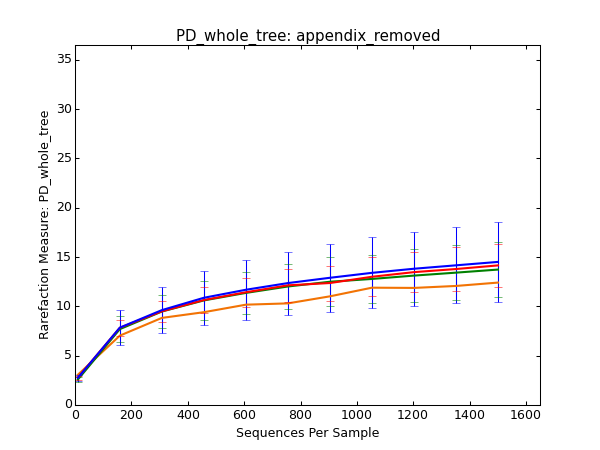 PD_whole_tree: appendix_removed
Rarefaction Measure: PD_whole_tree
35
30
25
20
15
10
5
0
0 200 400 600 800 1000 1200 1400 1600
Sequences Per Sample